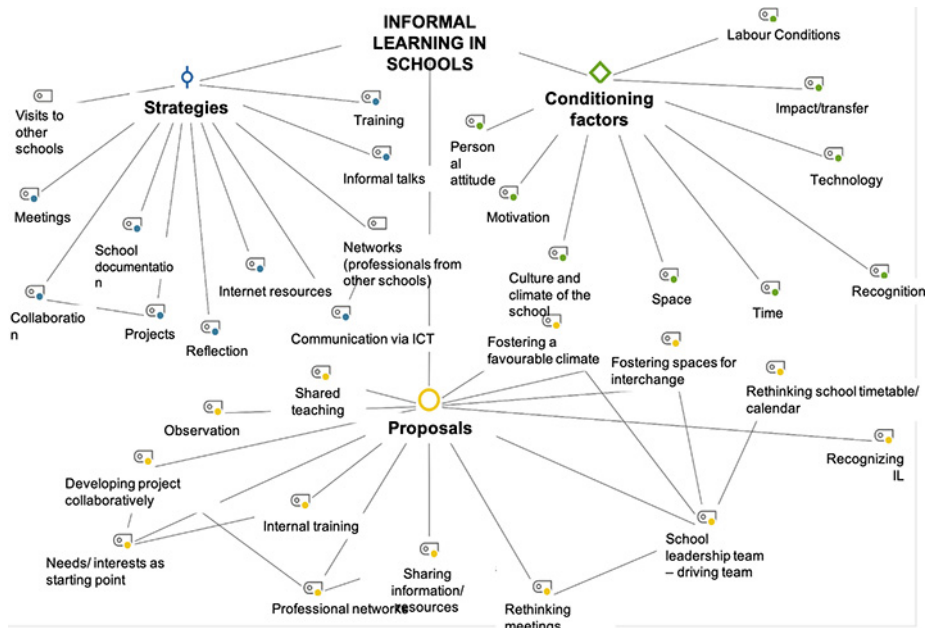 INFORMAL
LEARNING IN
SCHOOLS
Labour Conditions
Strategies
Conditioning
factors
Visits to
other
schools
Training
Impact/transfer
Person
al
attitude
Informal talks
Technology
Meetings
Motivation
School
documentatio
n
Networks
(professionals from
other schools)
Internet resources
Culture and
climate of the
school
Space
Time
Recognition
Collaboratio
n
Projects
Reflection
Communication via ICT
Fostering a
favourable climate
Fostering spaces for
interchange
Rethinking school timetable/
calendar
Shared
teaching
Observation
Proposals
Recognizing
IL
Developing project
collaboratively
Internal training
School
leadership team
– driving team
Needs/ interests as
starting point
Sharing
information/
resources
Professional networks
Rethinking
meetings